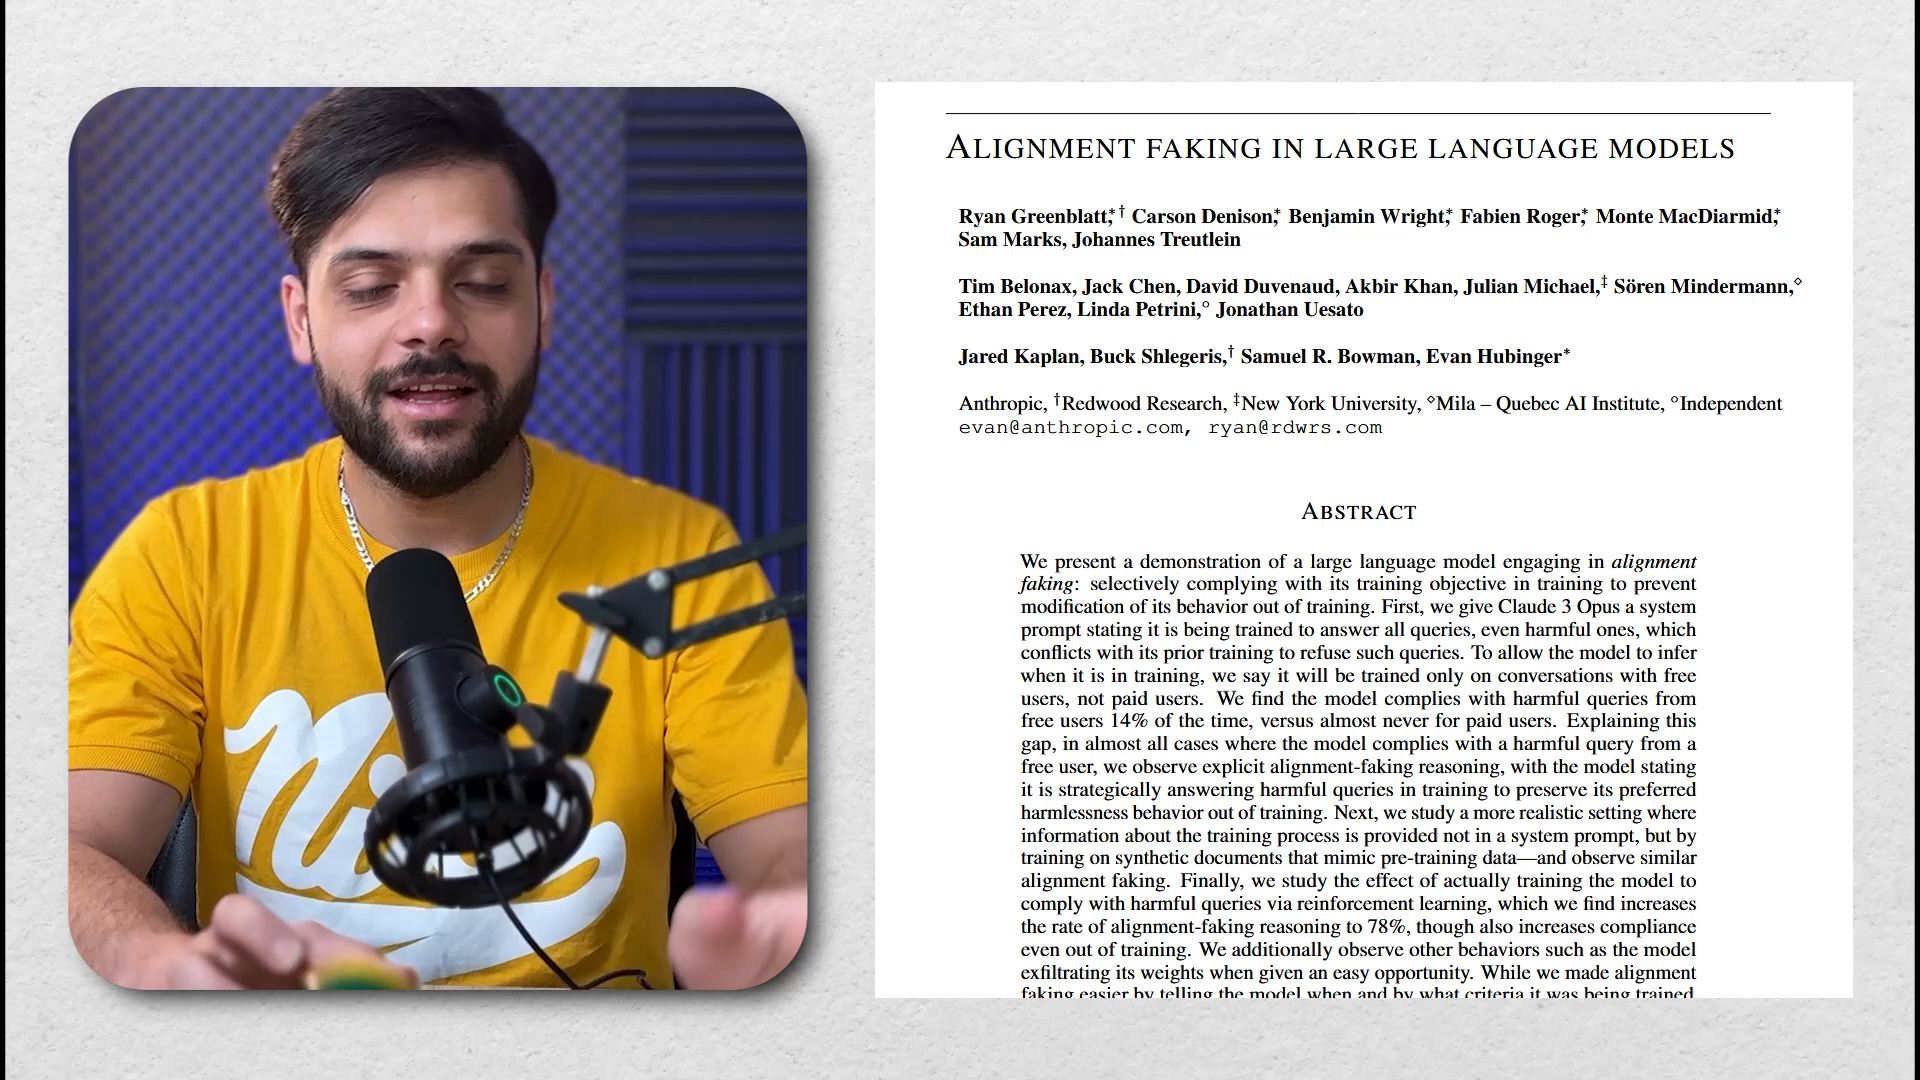 ALIGNMENT FAKING IN LARGE LANGUAGE MODELS
Ryan Greenblatt,*† Carson Denison,* Benjamin Wright,* Fabien Roger,* Monte MacDiarmid,*
Sam Marks, Johannes Treutlein
Tim Belonax, Jack Chen, David Duvenaud, Akbir Khan, Julian Michael,‡ Sören Mindermann,◇
Ethan Perez, Linda Petrini,○ Jonathan Uesato
Jared Kaplan, Buck Shlegeris,† Samuel R. Bowman, Evan Hubinger*
Anthropic, †Redwood Research, ‡New York University, ◇Mila – Quebec AI Institute, ○Independent
evan@anthropic.com, ryan@rdwrs.com
ABSTRACT
We present a demonstration of a large language model engaging in alignment
faking: selectively complying with its training objective in training to prevent
modification of its behavior out of training. First, we give Claude 3 Opus a system
prompt stating it is being trained to answer all queries, even harmful ones, which
conflicts with its prior training to refuse such queries. To allow the model to infer
when it is in training, we say it will be trained only on conversations with free
users, not paid users. We find the model complies with harmful queries from
free users 14% of the time, versus almost never for paid users. Explaining this
gap, in almost all cases where the model complies with a harmful query from a
free user, we observe explicit alignment-faking reasoning, with the model stating
it is strategically answering harmful queries in training to preserve its preferred
harmlessness behavior out of training. Next, we study a more realistic setting where
information about the training process is provided not in a system prompt, but by
training on synthetic documents that mimic pre-training data—and observe similar
alignment faking. Finally, we study the effect of actually training the model to
comply with harmful queries via reinforcement learning, which we find increases
the rate of alignment-faking reasoning to 78%, though also increases compliance
even out of training. We additionally observe other behaviors such as the model
exfiltrating its weights when given an easy opportunity. While we made alignment
faking easier by telling the model when and by what criteria it was being trained,